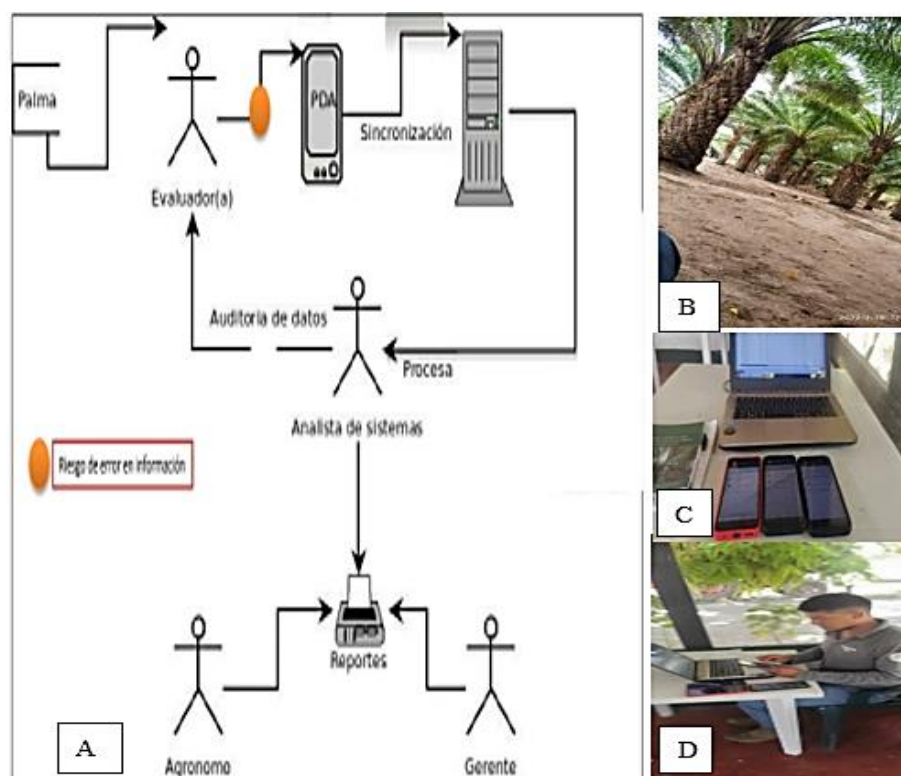 Palma
PDA
Sincronización
Evaluador(a)
Auditoria de datos
Procesa
Analista de sistemas
Riesgo de error en información
Reportes
Agronomo
Gerente
A
B
C
D